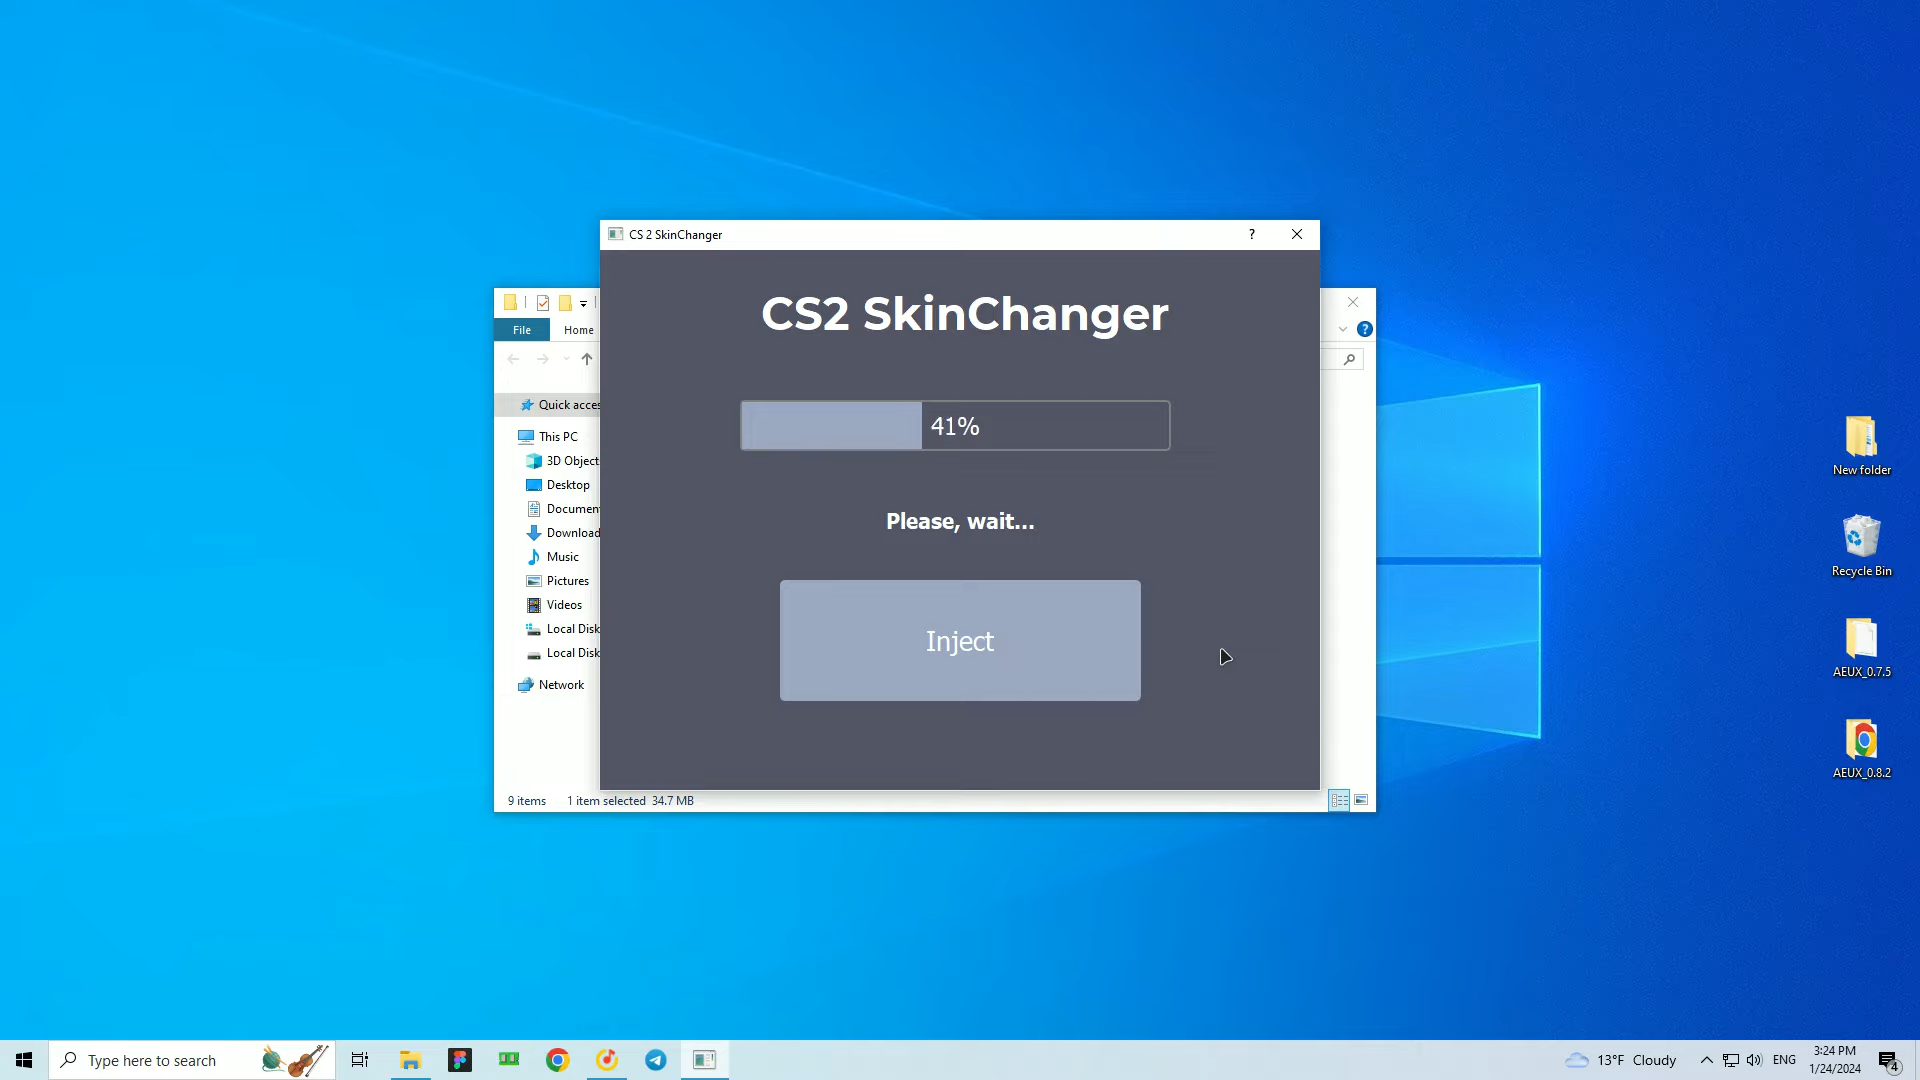 CS 2 SkinChanger
?
CS2 SkinChanger
File
Home
?
Quick acces
41%
This PC
3D Object
New folder
Desktop
Documen
Please, wait...
Download
Music
Recycle Bin
Pictures
Videos
Local Disk
Inject
Local Disk
AEUX_0.7.5
Network
AEUX_0.8.2
9 items 1 item selected 34.7 MB
Type here to search
13°F Cloudy
ENG
3:24 PM
1/24/2024
4